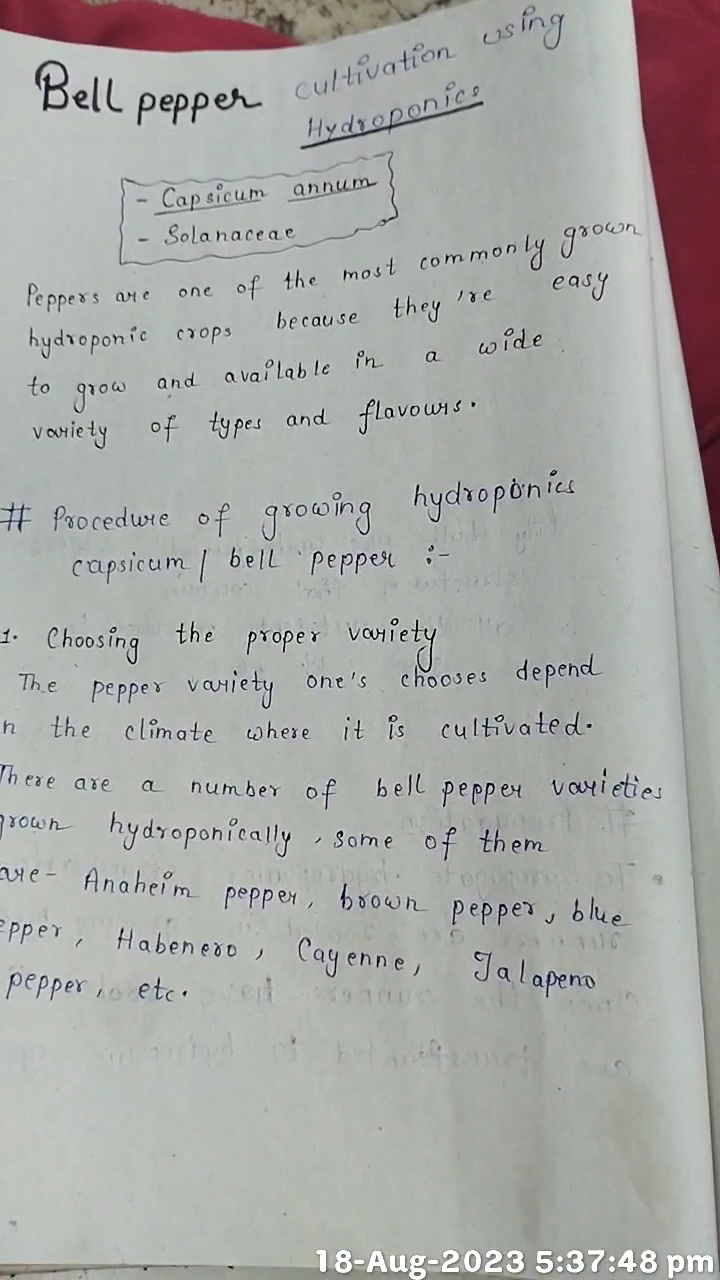 Bell pepper cultivation using
Hydroponics
- Capsicum annum
- Solanaceae
Peppers are one of the most commonly grown
hydroponic crops because they're easy
to grow and available in a wide
variety of types and flavours.
# Procedure of growing hydroponics
capsicum / bell pepper :-
1. Choosing the proper variety
The pepper variety one's chooses depend
n the climate where it is cultivated.
There are a number of bell pepper varieties
grown hydroponically, some of them
are - Anaheim pepper, brown pepper, blue
epper, Habenero, Cayenne, Jalapeno
pepper, etc.
18-Aug-2023 5:37:48 pm